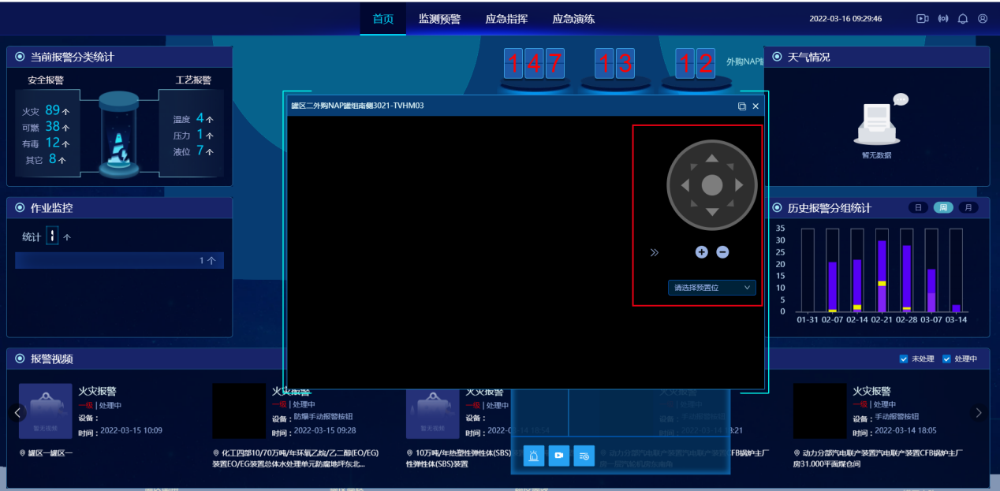 首页 监测预警 应急指挥 应急演练 2022-03-16 09:29:46
当前报警分类统计
安全报警 工艺报警
火灾 89 个
可燃 38 个
有毒 12 个
其它 8 个
温度 4 个
压力 1 个
液位 7 个
147 13 12 外购NAP
天气情况
暂无数据
罐区二外购NAP罐组南侧3021-TVHM03
请选择预置位
作业监控
统计 1 个
1 个
历史报警分组统计 日 周 月
35
30
25
20
15
10
5
0
01-31 02-07 02-14 02-21 02-28 03-07 03-14
报警视频 未处理 处理中
暂无视频
火灾报警
一级 | 处理中
设备：
时间：2022-03-15 10:09
罐区一罐区一
火灾报警
一级 | 处理中
设备：防爆手动报警按钮
时间：2022-03-15 09:28
化工四部10/70万吨/年环氧乙烷/乙二醇(EO/EG)
装置EO/EG装置总体水处理单元防腐地坪东北...
暂无视频
火灾报警
一级 | 处理中
设备：
时间：2022-03-14 18:54
10万吨/年热塑性弹性体(SBS)
性弹性体(SBS)装置
火灾报警
一级 | 处理中
设备：手动报警按钮
时间：2022-03-14 18:21
动力分部汽电联产装置汽电联产装置CFB锅炉主厂
房一层汽轮机房东南角
火灾报警
一级 | 处理中
设备：手动报警按钮
时间：2022-03-14 18:05
动力分部汽电联产装置汽电联产装置CFB锅炉主厂
房31.000平面煤仓间